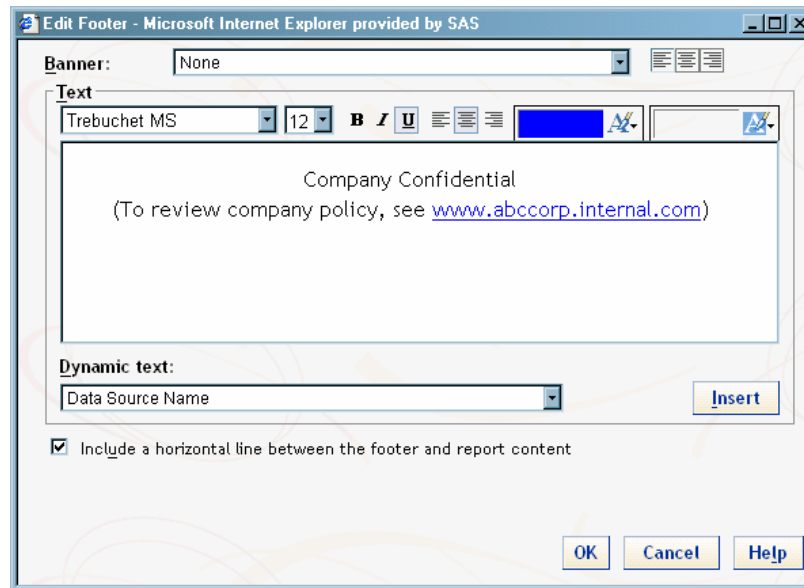 Edit Footer - Microsoft Internet Explorer provided by SAS
Banner: None
Text
Trebuchet MS 12 B I U
Company Confidential
(To review company policy, see www.abccorp.internal.com)
Dynamic text:
Data Source Name Insert
Include a horizontal line between the footer and report content
OK Cancel Help